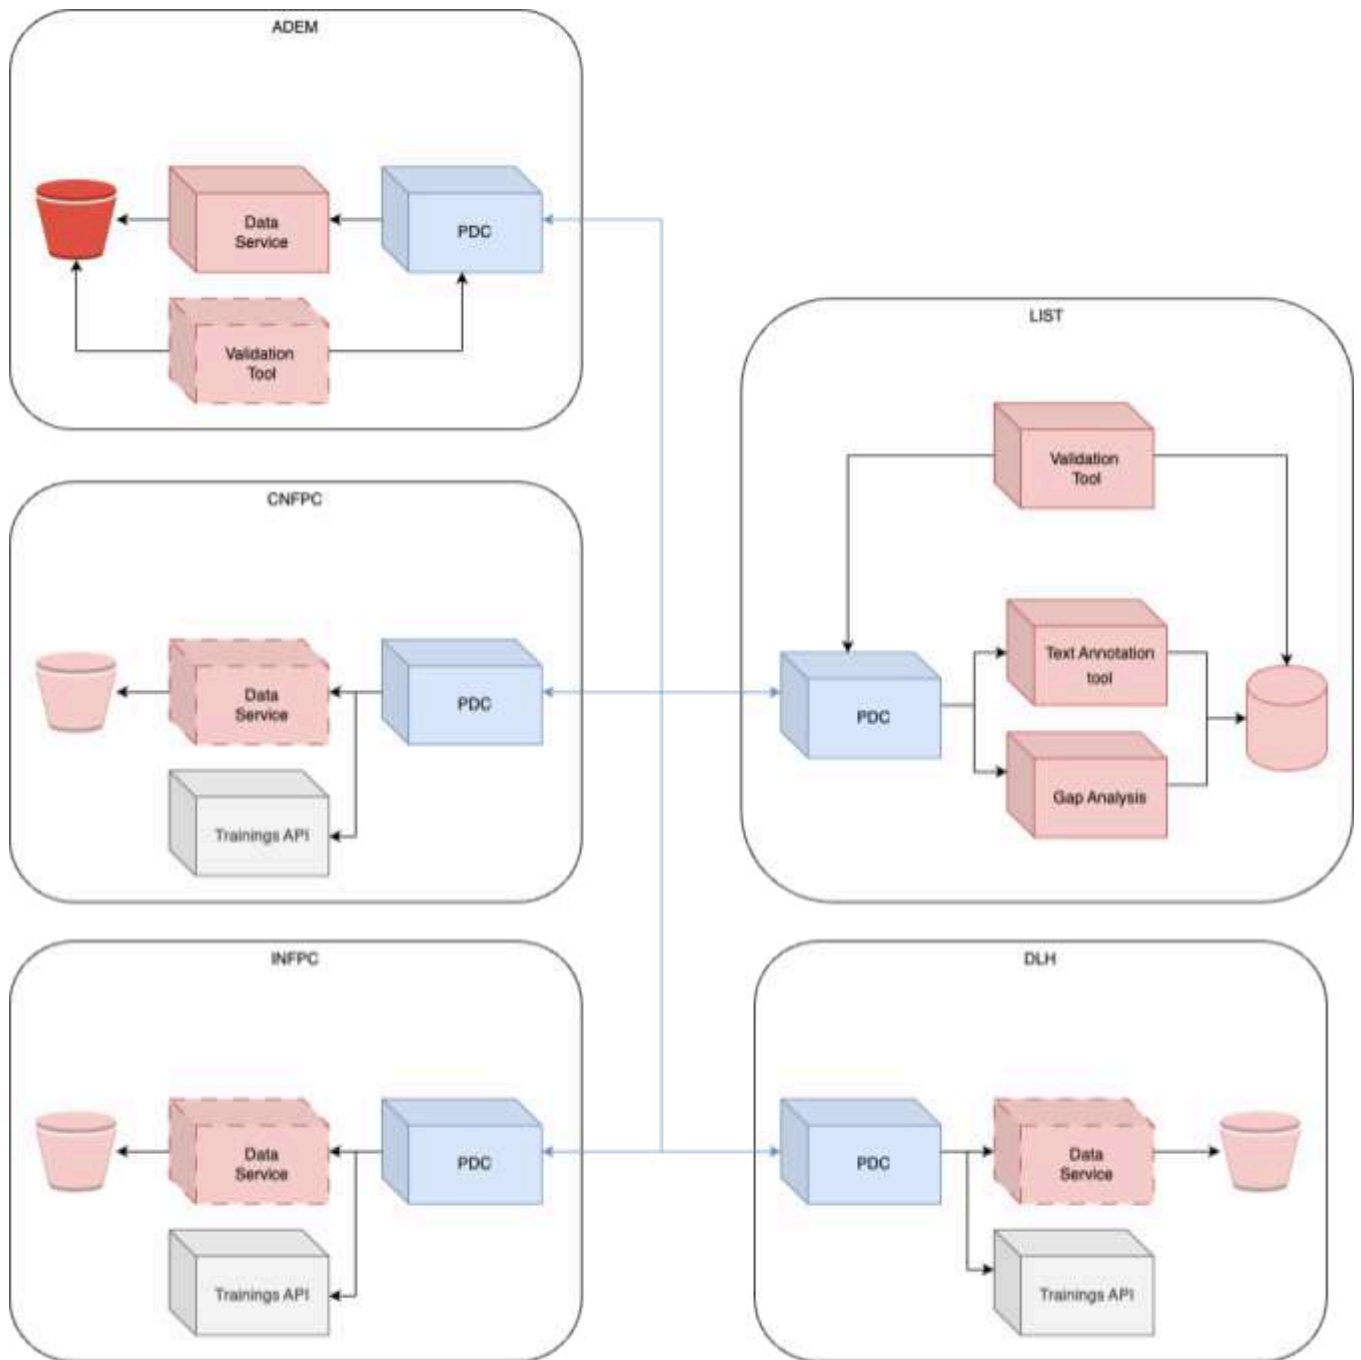 ADEM
Data
Service
PDC
Validation
Tool
LIST
Validation
Tool
CNFPC
Data
Service
PDC
Trainings API
PDC
Text Annotation
tool
Gap Analysis
INFPC
Data
Service
PDC
Trainings API
DLH
PDC
Data
Service
Trainings API